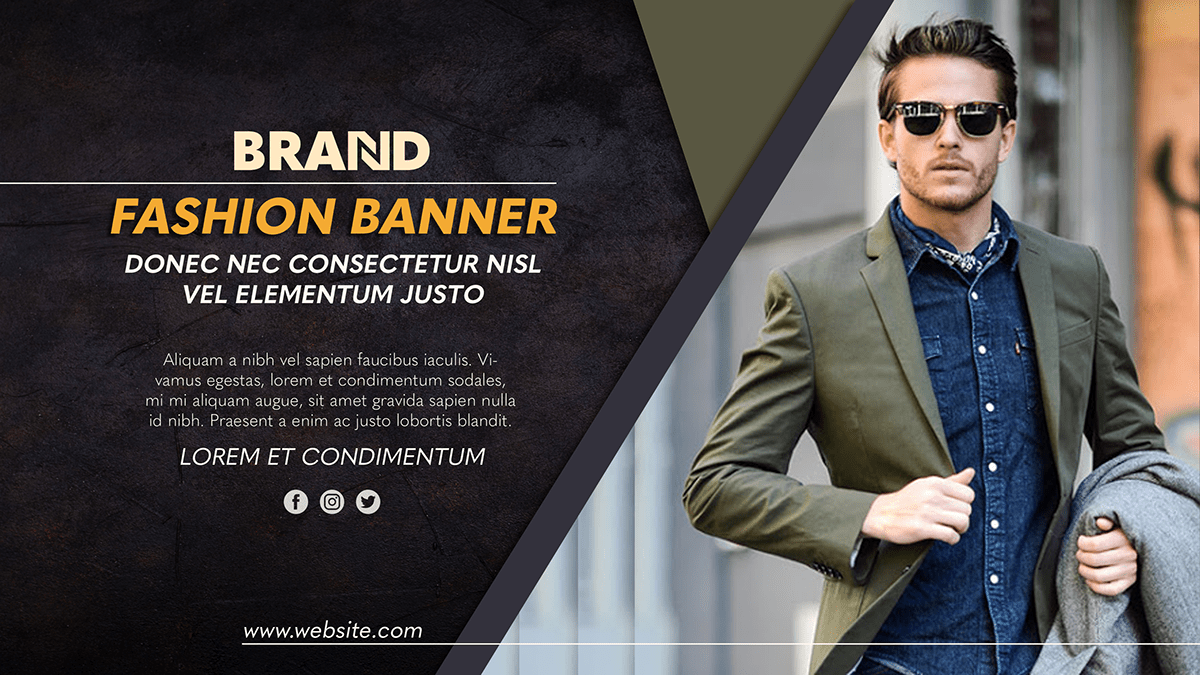 BRAND
FASHION BANNER
DONEC NEC CONSECTETUR NISL
VEL ELEMENTUM JUSTO
Aliquam a nibh vel sapien faucibus iaculis. Vi-
vamus egestas, lorem et condimentum sodales,
mi mi aliquam augue, sit amet gravida sapien nulla
id nibh. Praesent a enim ac justo lobortis blandit.
LOREM ET CONDIMENTUM
www.website.com